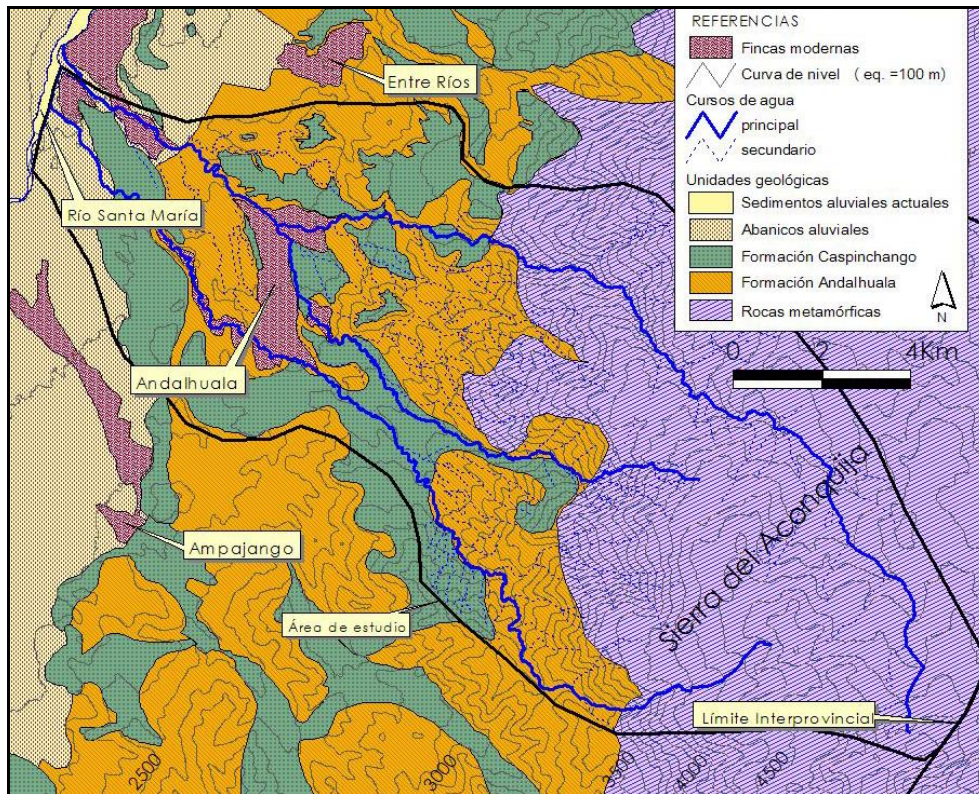 REFERENCIAS
Fincas modernas
Curva de nivel ( eq. =100 m)
Cursos de agua
principal
secundario
Unidades geológicas
Sedimentos aluviales actuales
Abanicos aluviales
Formación Caspinchango
Formación Andalhuala
Rocas metamórficas
N
0 2 4Km
Entre Ríos
Río Santa María
Andalhuala
Ampajango
Área de estudio
Sierra del Aconquija
Límite Interprovincial
2500
3000
3500
4000
4500